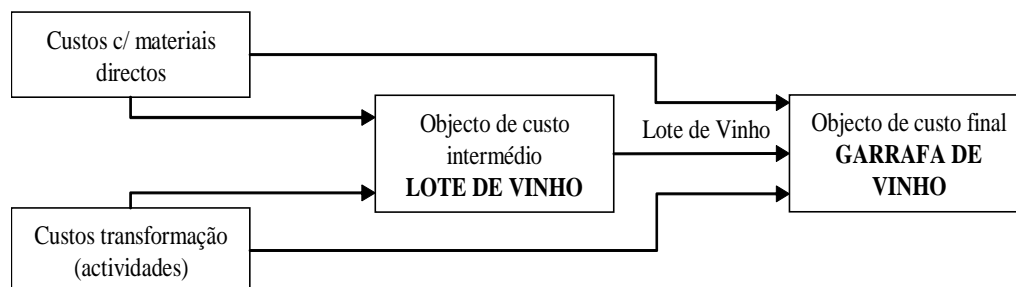 Custos c/ materiais
directos
Objecto de custo
intermédio
LOTE DE VINHO
Lote de Vinho
Objecto de custo final
GARRAFA DE
VINHO
Custos transformação
(actividades)